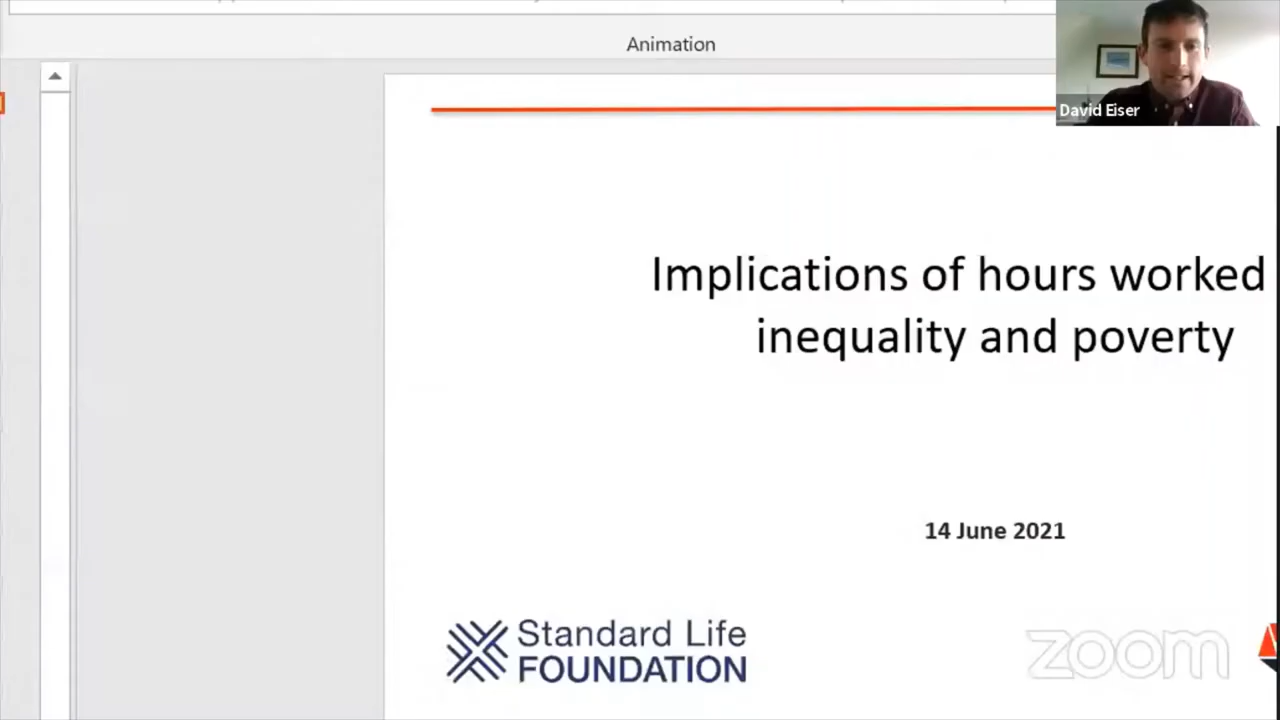 Animation
David Eiser
Implications of hours worked
inequality and poverty
14 June 2021
Standard Life
FOUNDATION
zoom